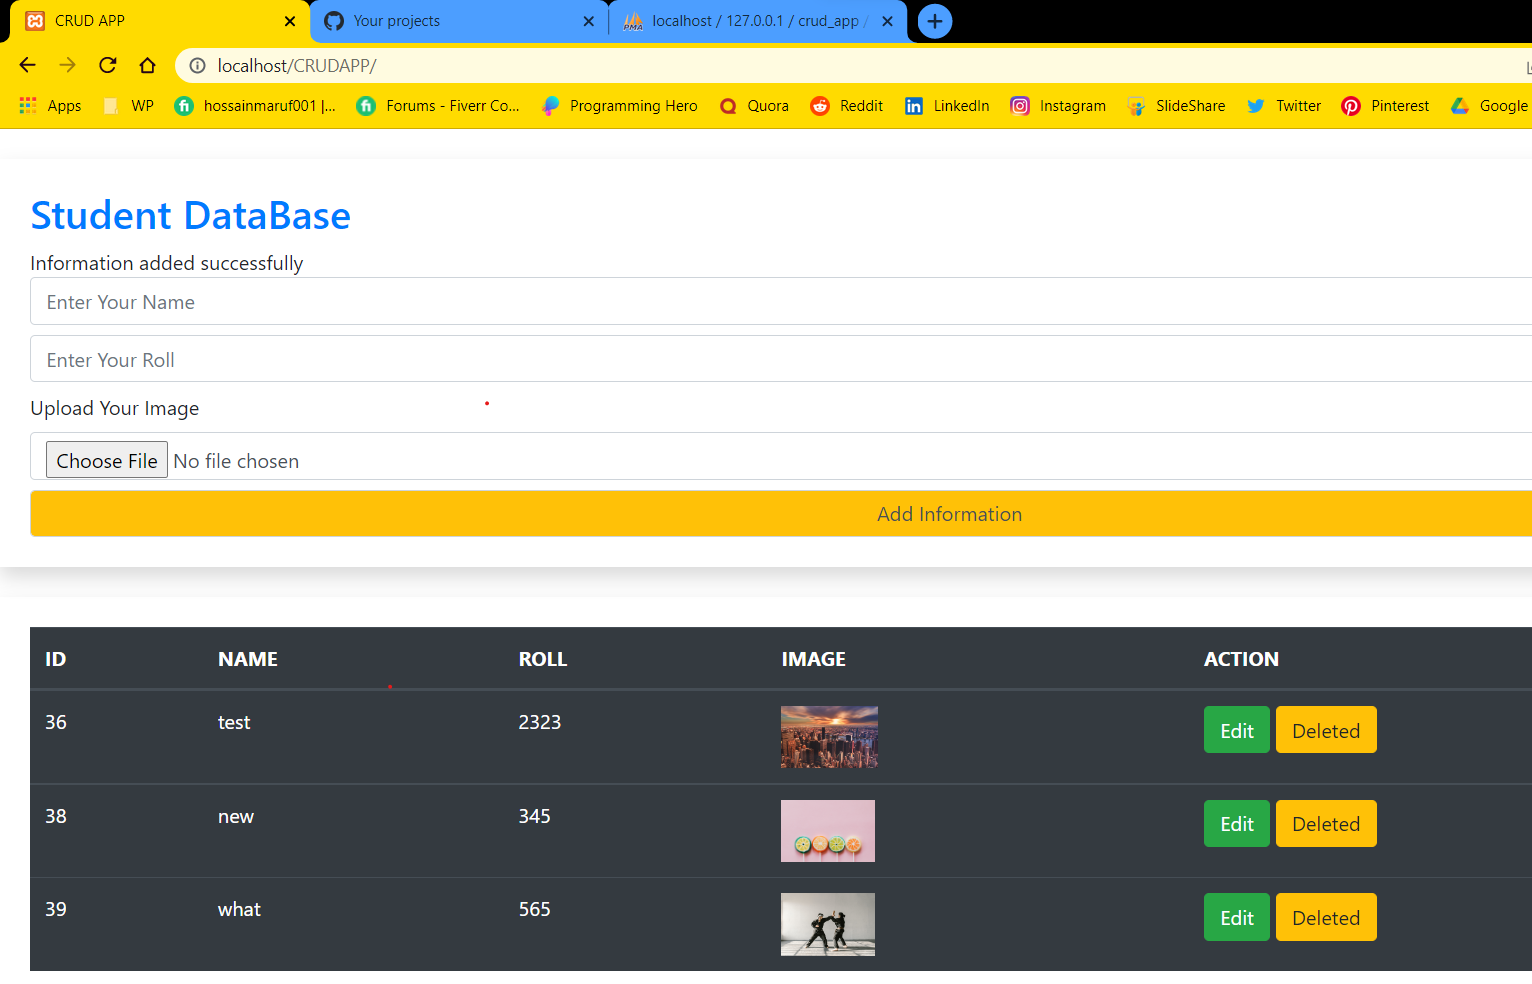 CRUD APP
Your projects
PMA localhost / 127.0.0.1 / crud_app /
localhost/CRUDAPP/
Apps WP hossainmaruf001 |... Forums - Fiverr Co... Programming Hero Quora Reddit LinkedIn Instagram SlideShare Twitter Pinterest Google
Student DataBase
Information added successfully
Enter Your Name
Enter Your Roll
Upload Your Image
Choose File No file chosen
Add Information
ID NAME ROLL IMAGE ACTION
36 test 2323 Edit Deleted
38 new 345 Edit Deleted
39 what 565 Edit Deleted